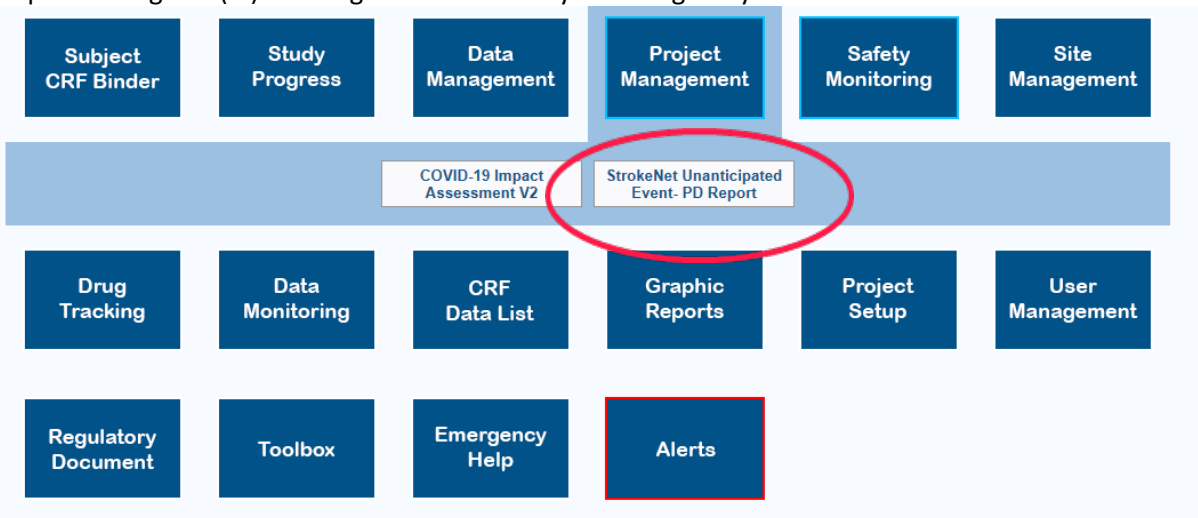 Subject
CRF Binder
Study
Progress
Data
Management
Project
Management
Safety
Monitoring
Site
Management
COVID-19 Impact
Assessment V2
StrokeNet Unanticipated
Event- PD Report
Drug
Tracking
Data
Monitoring
CRF
Data List
Graphic
Reports
Project
Setup
User
Management
Regulatory
Document
Toolbox
Emergency
Help
Alerts